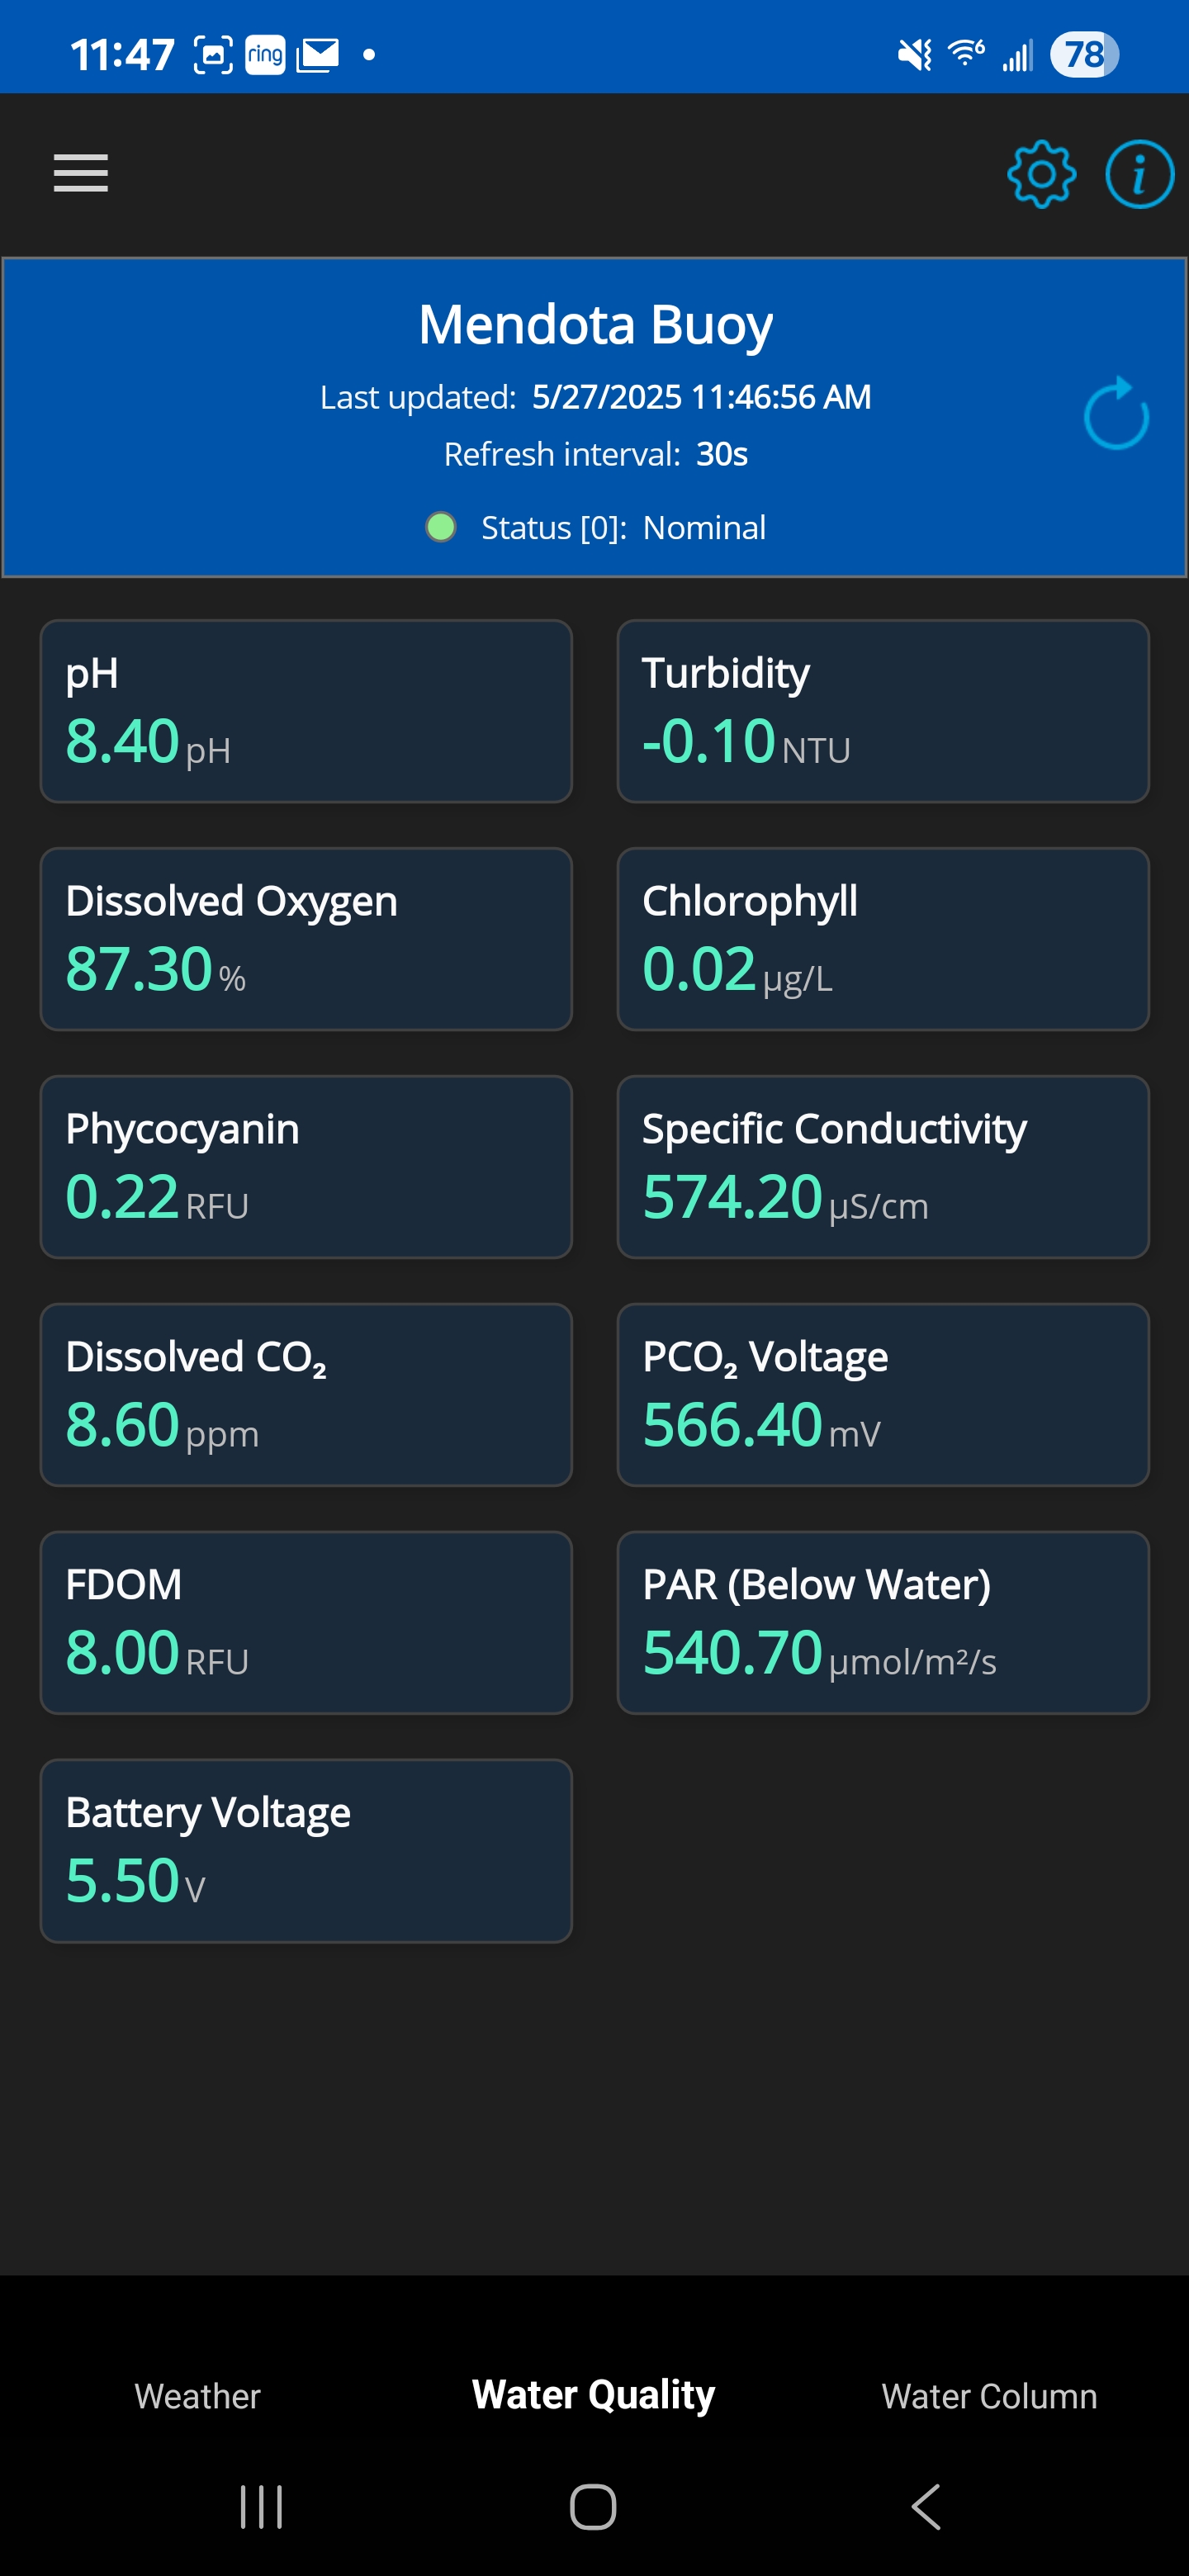 11:47 ring 6 78
Mendota Buoy
Last updated: 5/27/2025 11:46:56 AM
Refresh interval: 30s
Status [0]: Nominal
pH
8.40 pH
Turbidity
-0.10 NTU
Dissolved Oxygen
87.30 %
Chlorophyll
0.02 µg/L
Phycocyanin
0.22 RFU
Specific Conductivity
574.20 µS/cm
Dissolved CO₂
8.60 ppm
PCO₂ Voltage
566.40 mV
FDOM
8.00 RFU
PAR (Below Water)
540.70 µmol/m²/s
Battery Voltage
5.50 V
Weather Water Quality Water Column